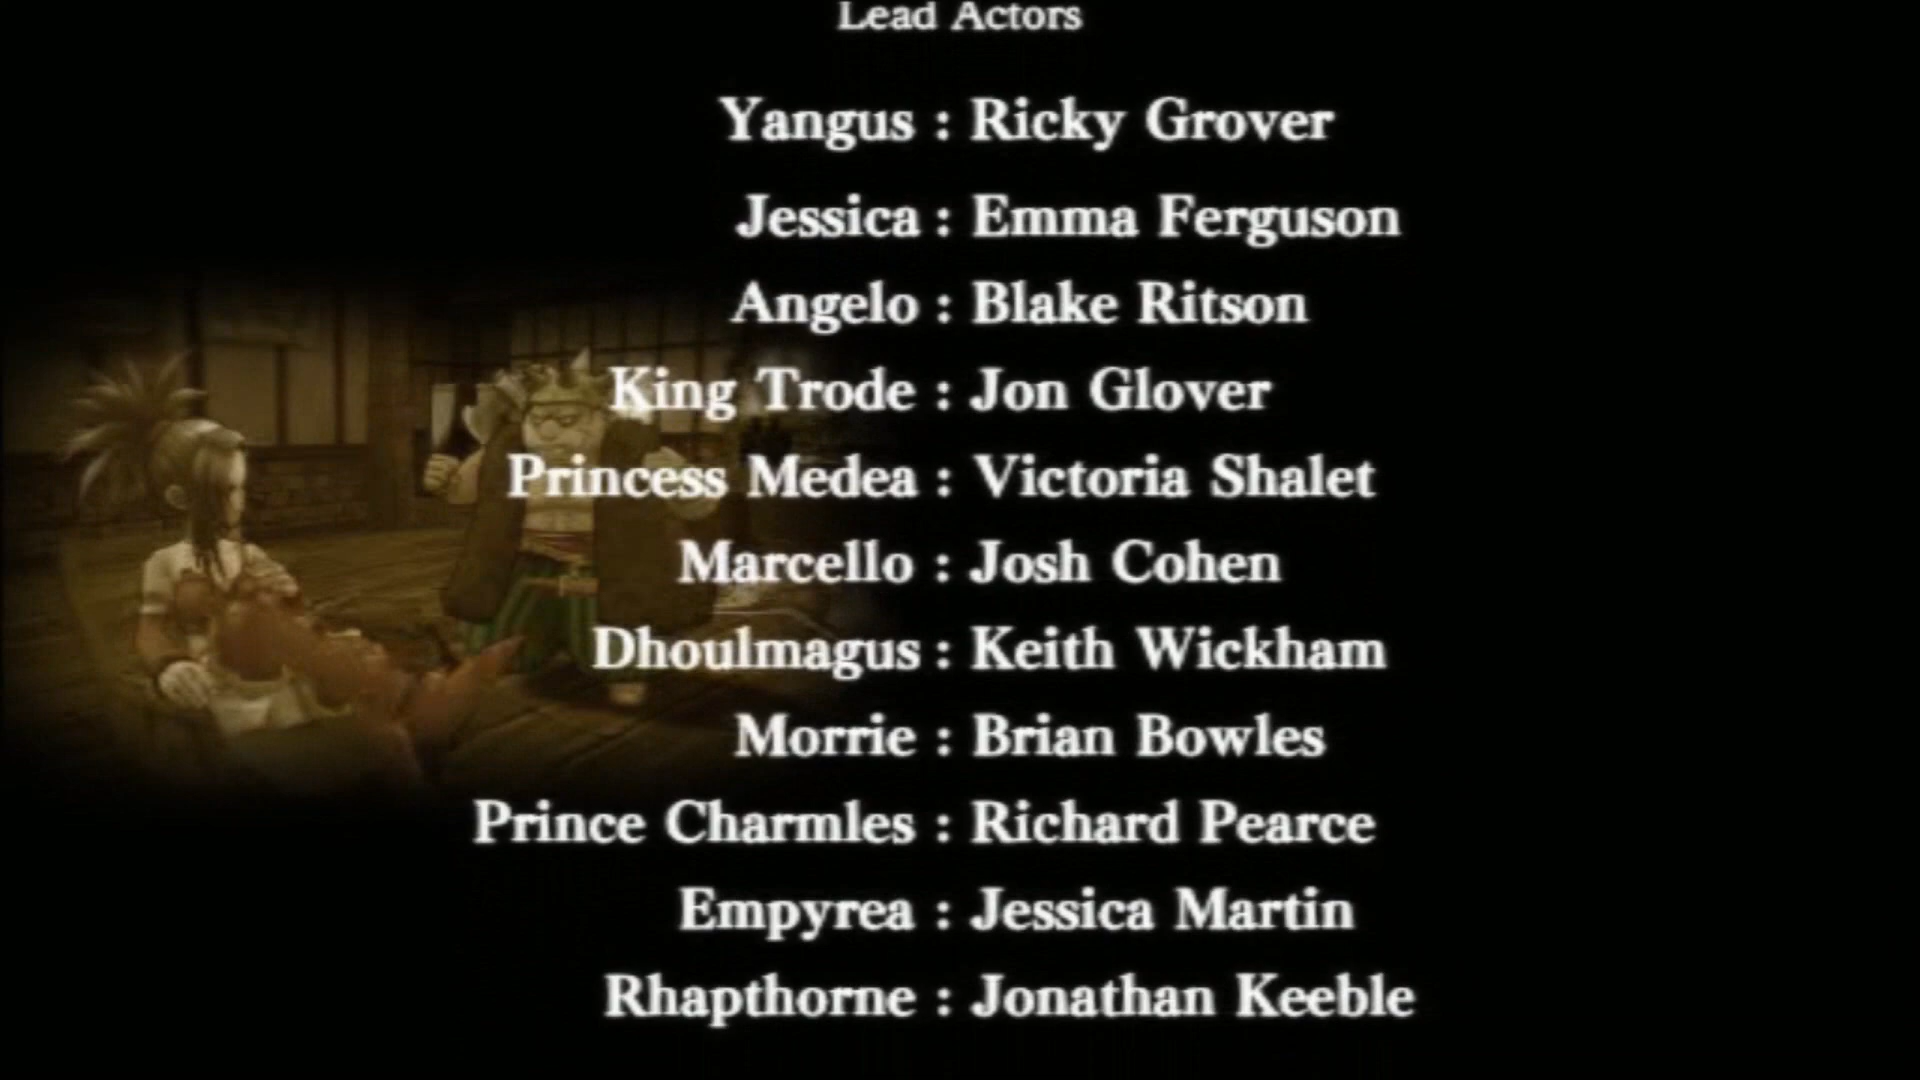 Lead Actors
Yangus : Ricky Grover
Jessica : Emma Ferguson
Angelo : Blake Ritson
King Trode : Jon Glover
Princess Medea : Victoria Shalet
Marcello : Josh Cohen
Dhoulmagus : Keith Wickham
Morrie : Brian Bowles
Prince Charmles : Richard Pearce
Empyrea : Jessica Martin
Rhapthorne : Jonathan Keeble